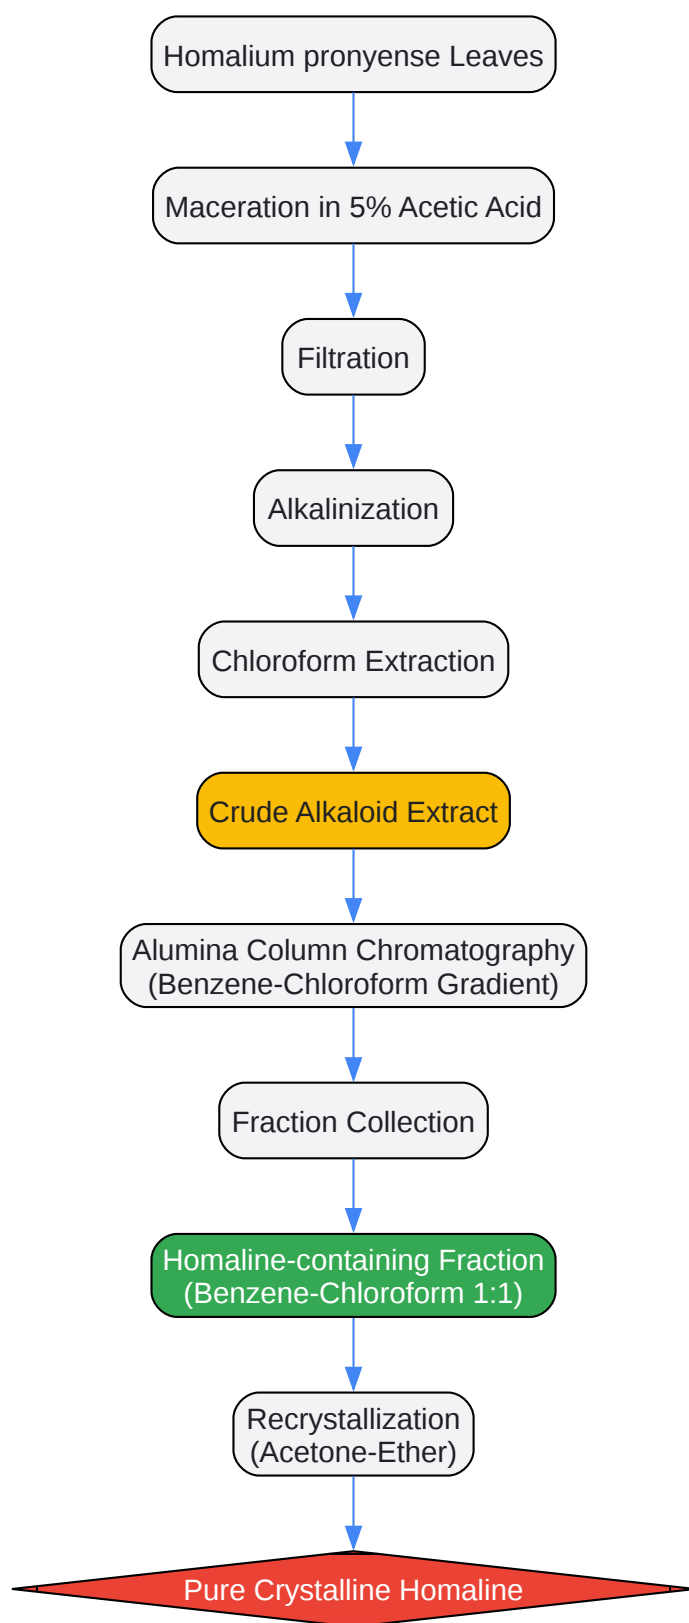 Homalium pronyense Leaves
Maceration in 5% Acetic Acid
Filtration
Alkalinization
Chloroform Extraction
Crude Alkaloid Extract
Alumina Column Chromatography
(Benzene-Chloroform Gradient)
Fraction Collection
Homaline-containing Fraction
(Benzene-Chloroform 1:1)
Recrystallization
(Acetone-Ether)
Pure Crystalline Homaline